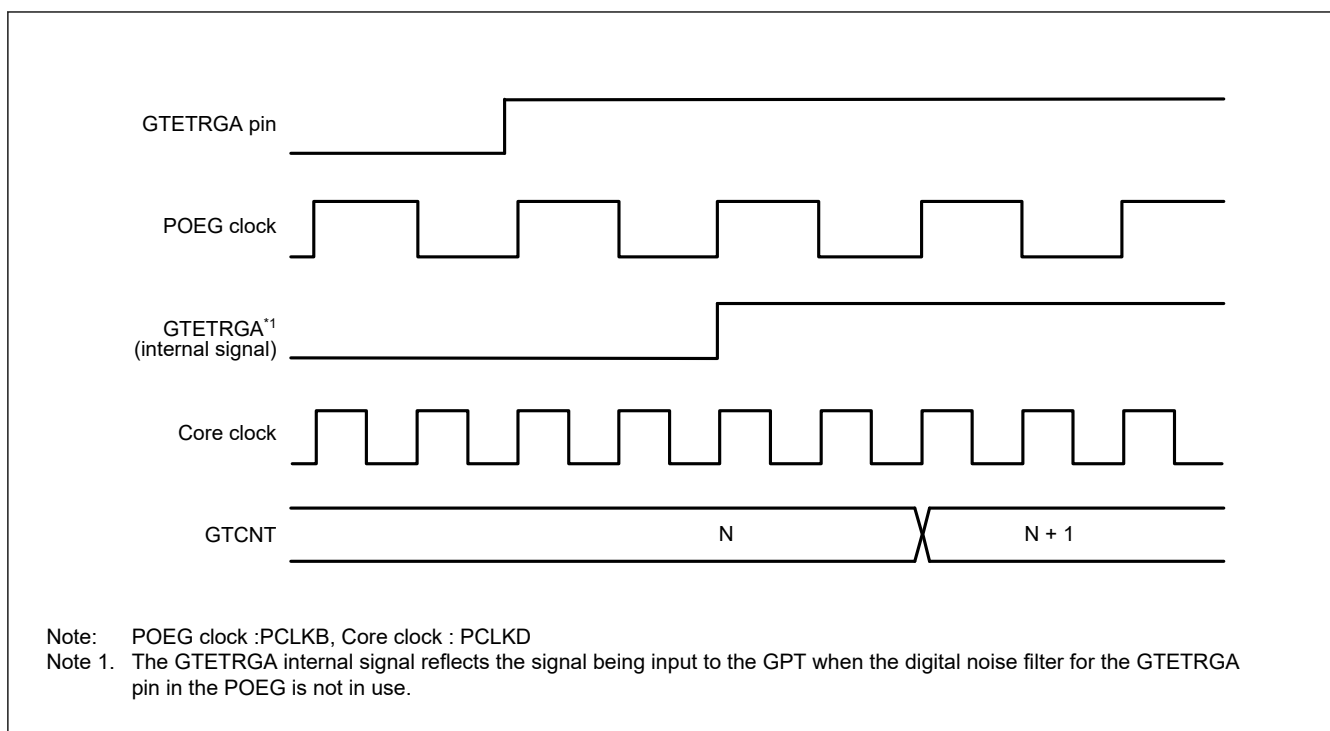 GTETRGA pin
POEG clock
GTETRGA*1
(internal signal)
Core clock
GTCNT N N + 1
Note: POEG clock :PCLKB, Core clock : PCLKD
Note 1. The GTETRGA internal signal reflects the signal being input to the GPT when the digital noise filter for the GTETRGA
pin in the POEG is not in use.